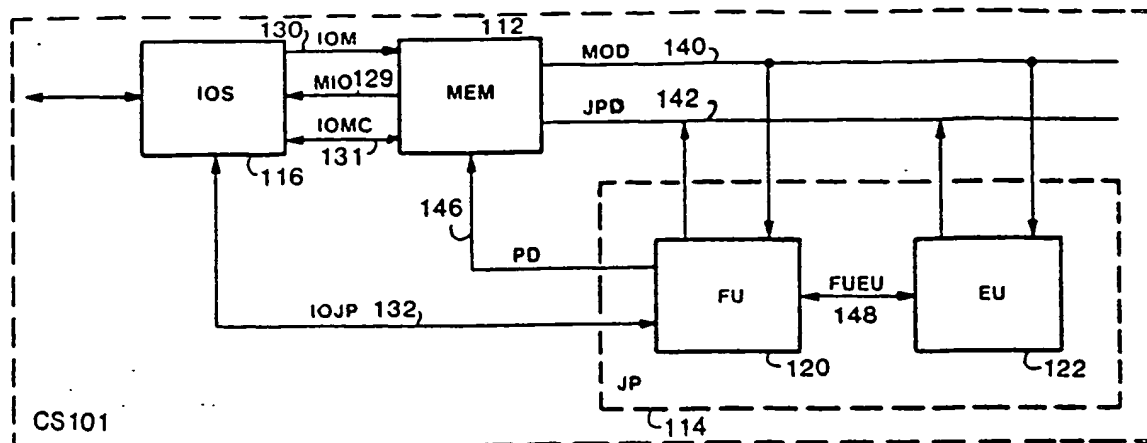 130 IOM
112
MOD 140
IOS
MIO 129
MEM
JPD 142
IOMC
131
116
146
PD
FU
FUEU
148
EU
IOJP 132
120
122
JP
CS101
114